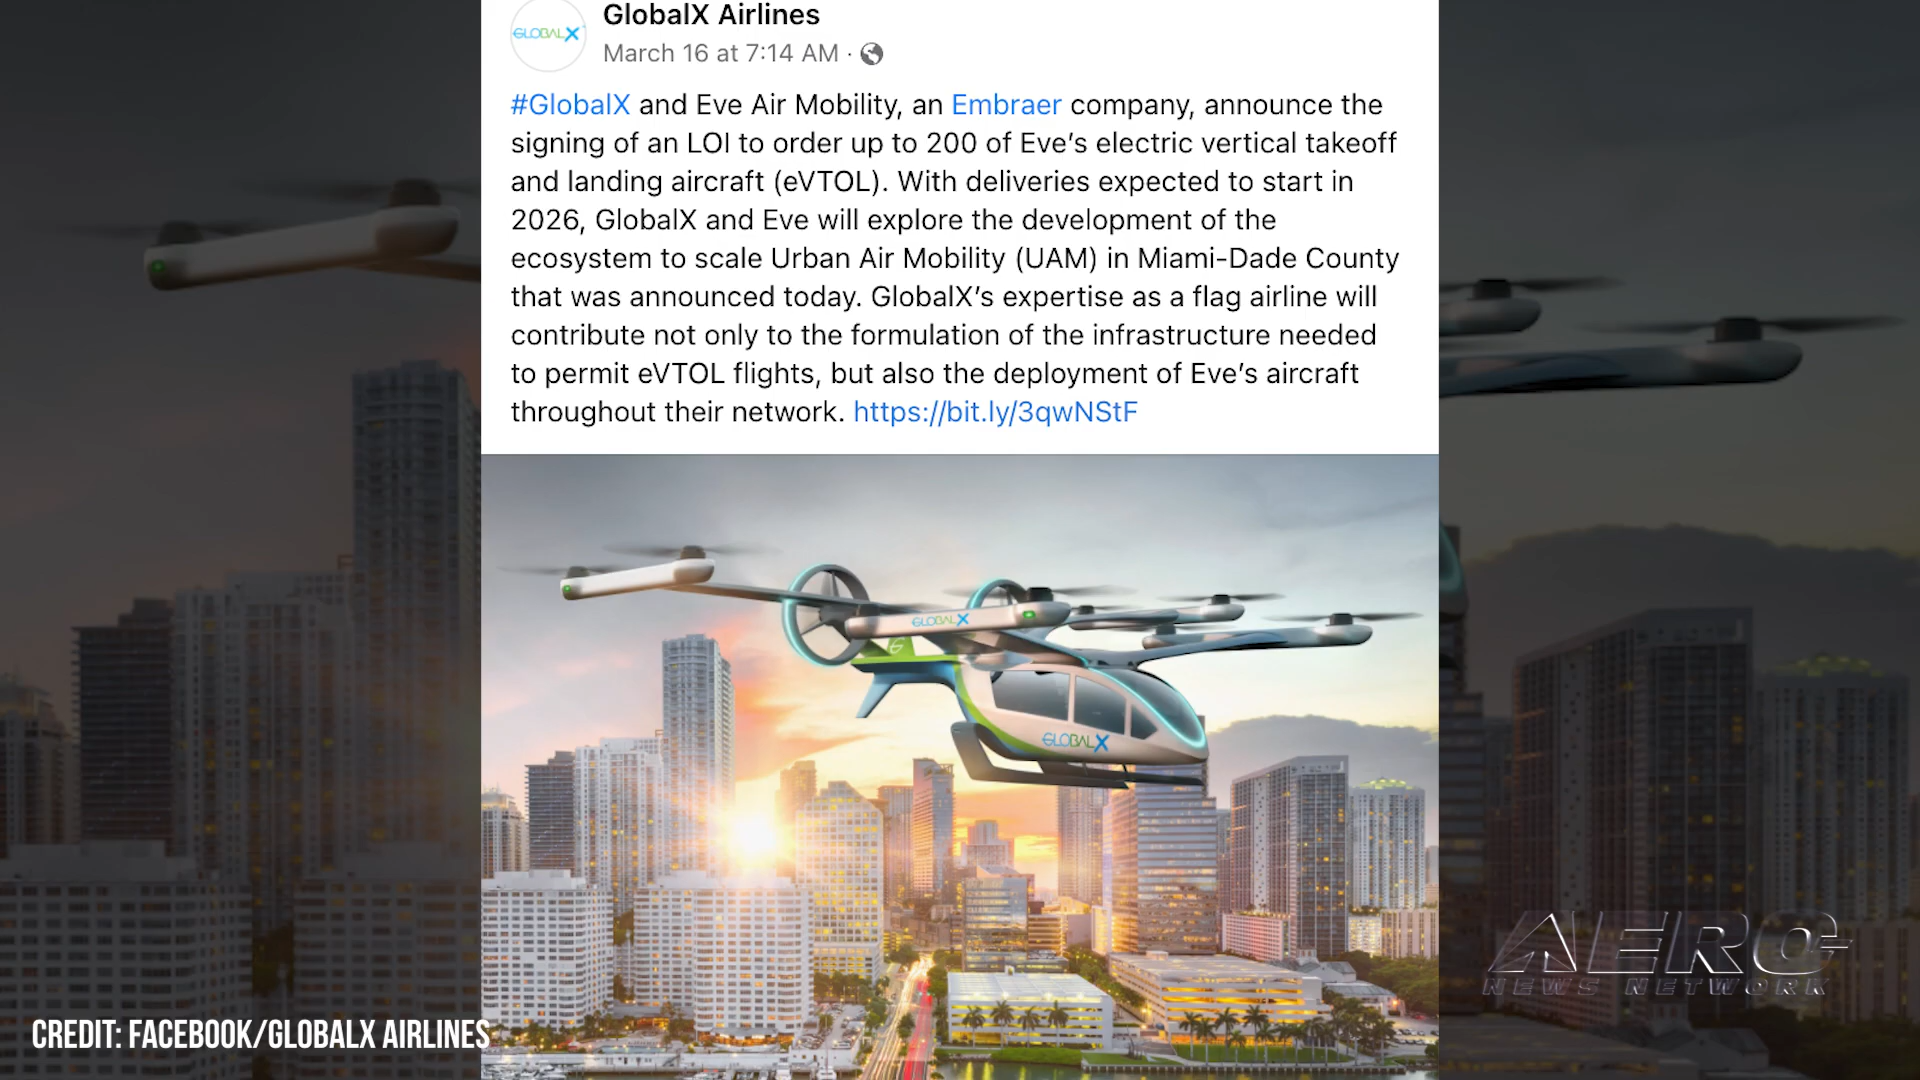 GLOBALX
GlobalX Airlines
March 16 at 7:14 AM ·
#GlobalX and Eve Air Mobility, an Embraer company, announce the
signing of an LOI to order up to 200 of Eve’s electric vertical takeoff
and landing aircraft (eVTOL). With deliveries expected to start in
2026, GlobalX and Eve will explore the development of the
ecosystem to scale Urban Air Mobility (UAM) in Miami-Dade County
that was announced today. GlobalX’s expertise as a flag airline will
contribute not only to the formulation of the infrastructure needed
to permit eVTOL flights, but also the deployment of Eve’s aircraft
throughout their network. https://bit.ly/3qwNStF
GLOBALX
GLOBALX
AERO
NEWS NETWORK
CREDIT: FACEBOOK/GLOBALX AIRLINES